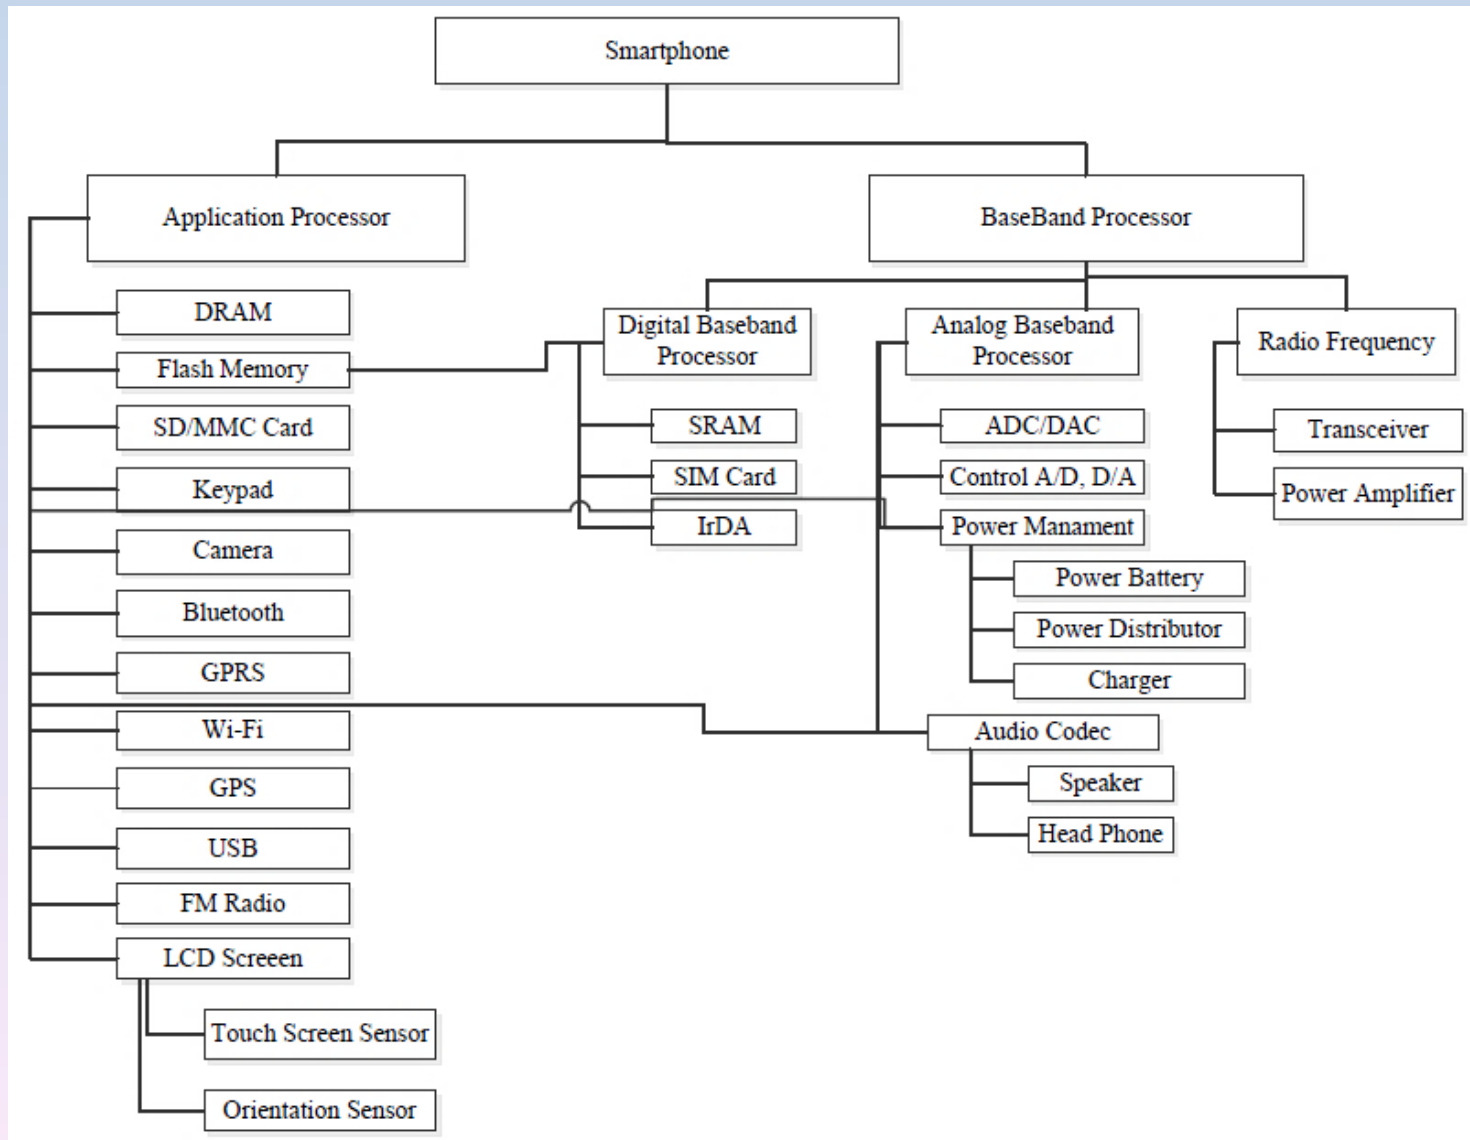 Smartphone
Application Processor
BaseBand Processor
DRAM
Flash Memory
SD/MMC Card
Keypad
Camera
Bluetooth
GPRS
Wi-Fi
GPS
USB
FM Radio
LCD Screeen
Touch Screen Sensor
Orientation Sensor
Digital Baseband
Processor
SRAM
SIM Card
IrDA
Analog Baseband
Processor
ADC/DAC
Control A/D, D/A
Power Manament
Power Battery
Power Distributor
Charger
Audio Codec
Speaker
Head Phone
Radio Frequency
Transceiver
Power Amplifier